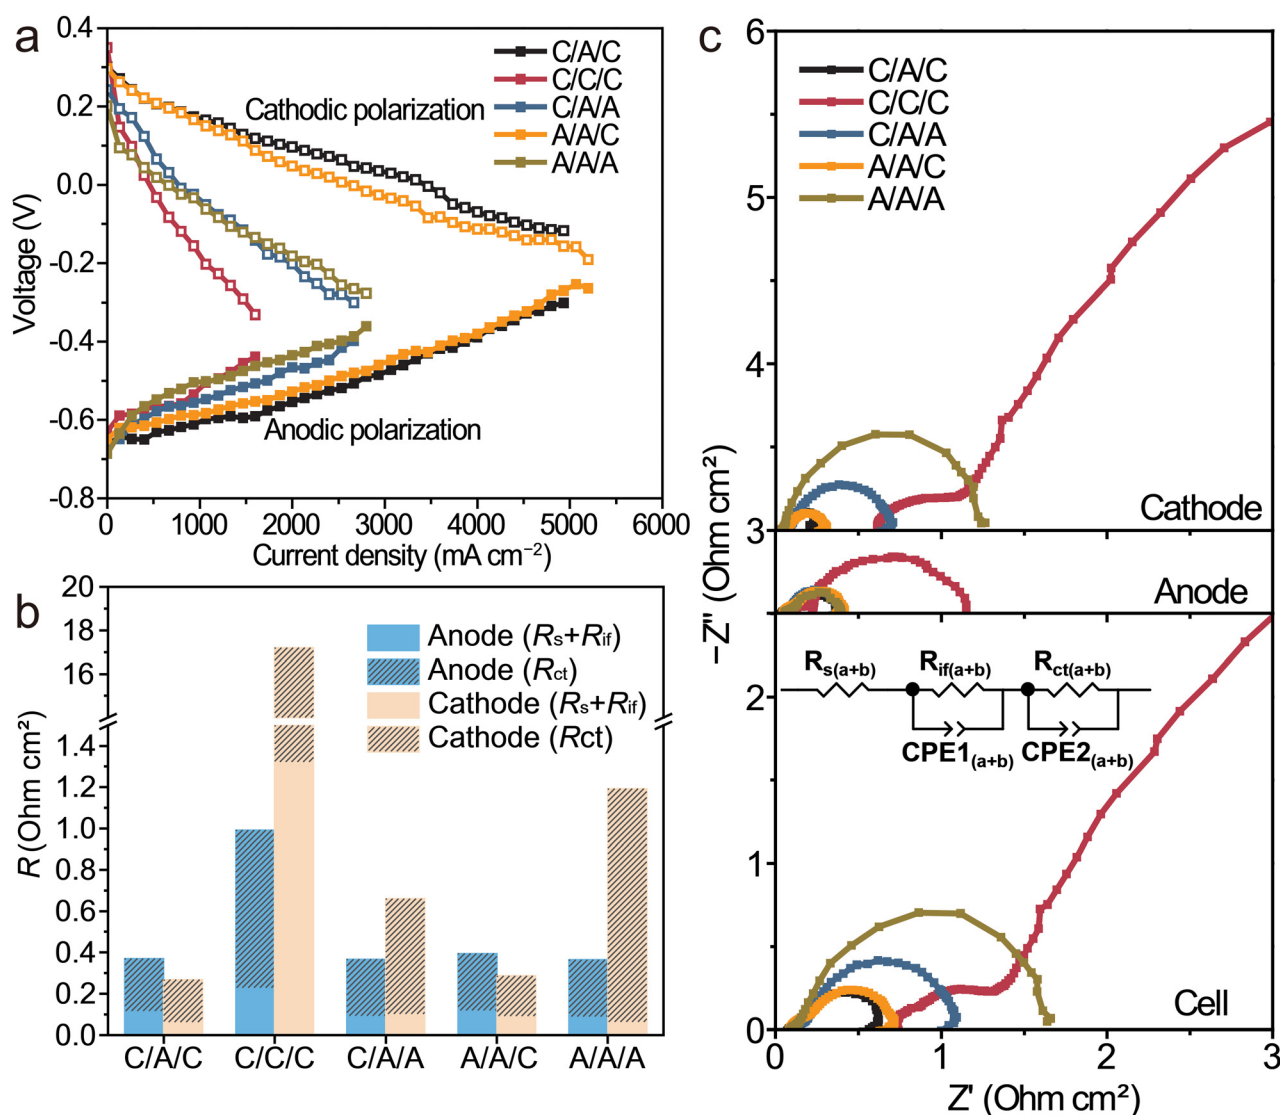 a
0.4
0.2
0.0
-0.2
-0.4
-0.6
-0.8
Voltage (V)
C/A/C
C/C/C
C/A/A
A/A/C
A/A/A
Cathodic polarization
Anodic polarization
0 1000 2000 3000 4000 5000 6000
Current density (mA cm⁻²)
b
20
18
16
1.4
1.2
1.0
0.8
0.6
0.4
0.2
0.0
R (Ohm cm²)
Anode (Rs+Rif)
Anode (Rct)
Cathode (Rs+Rif)
Cathode (Rct)
C/A/C C/C/C C/A/A A/A/C A/A/A
c
6
5
4
3
C/A/C
C/C/C
C/A/A
A/A/C
A/A/A
Cathode
3
Anode
2
1
0
−Z'' (Ohm cm²)
Rs(a+b) Rif(a+b) Rct(a+b)
CPE1(a+b) CPE2(a+b)
Cell
0 1 2 3
Z' (Ohm cm²)